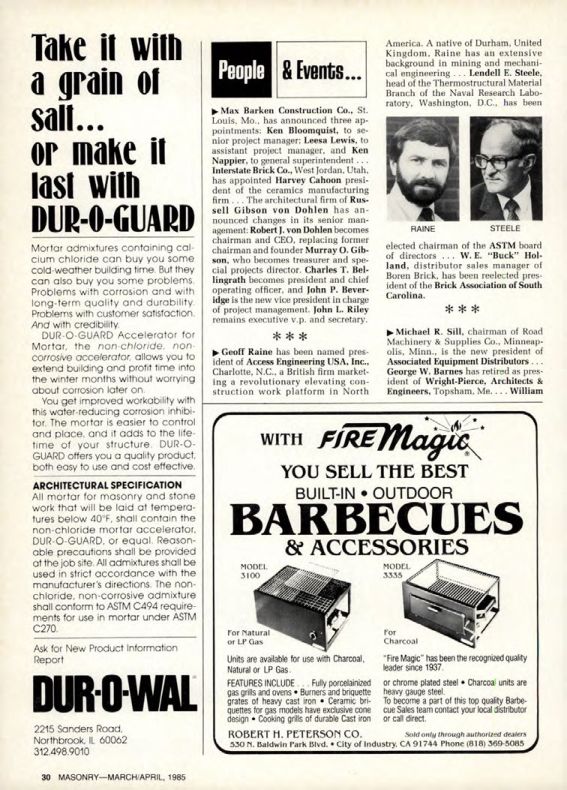 Take it with
a grain of
salt...
or make it
last with
DUR-O-GUARD
Mortar admixtures containing cal-
cium chloride can buy you some
cold-weather building time. But they
can also buy you some problems.
Problems with corrosion and with
long-term quality and durability.
Problems with customer satisfaction.
And with credibility.
DUR-O-GUARD Accelerator for
Mortar, the non-chloride, non-
corrosive accelerator, allows you to
extend building and profit time into
the winter months without worrying
about corrosion later on.
You get improved workability with
this water-reducing corrosion inhibi-
tor. The mortar is easier to control
and place, and it adds to the life-
time of your structure. DUR-O-
GUARD offers you a quality product,
both easy to use and cost effective.
ARCHITECTURAL SPECIFICATION
All mortar for masonry and stone
work that will be laid at tempera-
tures below 40°F, shall contain the
non-chloride mortar accelerator,
DUR-O-GUARD, or equal. Reason-
able precautions shall be provided
at the job site. All admixtures shall be
used in strict accordance with the
manufacturer's directions. The non-
chloride, non-corrosive admixture
shall conform to ASTM C494 require-
ments for use in mortar under ASTM
C270.
Ask for New Product Information
Report
DUR-O-WAL
2215 Sanders Road,
Northbrook, IL 60062
312.498.9010
People & Events...
▶ Max Barken Construction Co., St.
Louis, Mo., has announced three ap-
pointments: Ken Bloomquist, to se-
nior project manager; Leesa Lewis, to
assistant project manager, and Ken
Nappier, to general superintendent . . .
Interstate Brick Co., West Jordan, Utah,
has appointed Harvey Cahoon presi-
dent of the ceramics manufacturing
firm . . . The architectural firm of Rus-
sell Gibson von Dohlen has an-
nounced changes in its senior man-
agement: Robert J. von Dohlen becomes
chairman and CEO, replacing former
chairman and founder Murray O. Gib-
son, who becomes treasurer and spe-
cial projects director. Charles T. Bel-
lingrath becomes president and chief
operating officer, and John P. Bever-
idge is the new vice president in charge
of project management. John L. Riley
remains executive v.p. and secretary.
* * *
▶ Geoff Raine has been named pres-
ident of Access Engineering USA, Inc.,
Charlotte, N.C., a British firm market-
ing a revolutionary elevating con-
struction work platform in North
America. A native of Durham, United
Kingdom, Raine has an extensive
background in mining and mechani-
cal engineering . . . Lendell E. Steele,
head of the Thermostructural Material
Branch of the Naval Research Labo-
ratory, Washington, D.C., has been
RAINE STEELE
elected chairman of the ASTM board
of directors . . . W. E. "Buck" Hol-
land, distributor sales manager of
Boren Brick, has been reelected pres-
ident of the Brick Association of South
Carolina.
* * *
▶ Michael R. Sill, chairman of Road
Machinery & Supplies Co., Minneap-
olis, Minn., is the new president of
Associated Equipment Distributors . . .
George W. Barnes has retired as pres-
ident of Wright-Pierce, Architects &
Engineers, Topsham, Me. . . . William
WITH FIRE Magic
YOU SELL THE BEST
BUILT-IN • OUTDOOR
BARBECUES
& ACCESSORIES
MODEL
3100
For Natural
or LP Gas
MODEL
3335
For
Charcoal
Units are available for use with Charcoal,
Natural or LP Gas.
FEATURES INCLUDE . . . Fully porcelainized
gas grills and ovens • Burners and briquette
grates of heavy cast iron • Ceramic bri-
quettes for gas models have exclusive cone
design • Cooking grills of durable Cast iron
"Fire Magic" has been the recognized quality
leader since 1937.
or chrome plated steel • Charcoal units are
heavy gauge steel.
To become a part of this top quality Barbe-
cue Sales team contact your local distributor
or call direct.
ROBERT H. PETERSON CO. Sold only through authorized dealers
530 N. Baldwin Park Blvd. • City of Industry, CA 91744 Phone (818) 369-5085
30 MASONRY—MARCH/APRIL, 1985